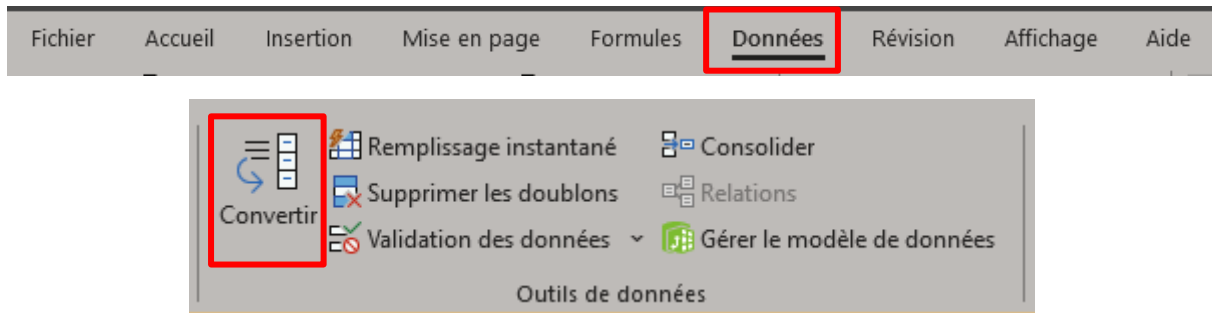 Fichier Accueil Insertion Mise en page Formules Données Révision Affichage Aide
Remplissage instantané Consolider
Supprimer les doublons Relations
Convertir
Validation des données Gérer le modèle de données
Outils de données